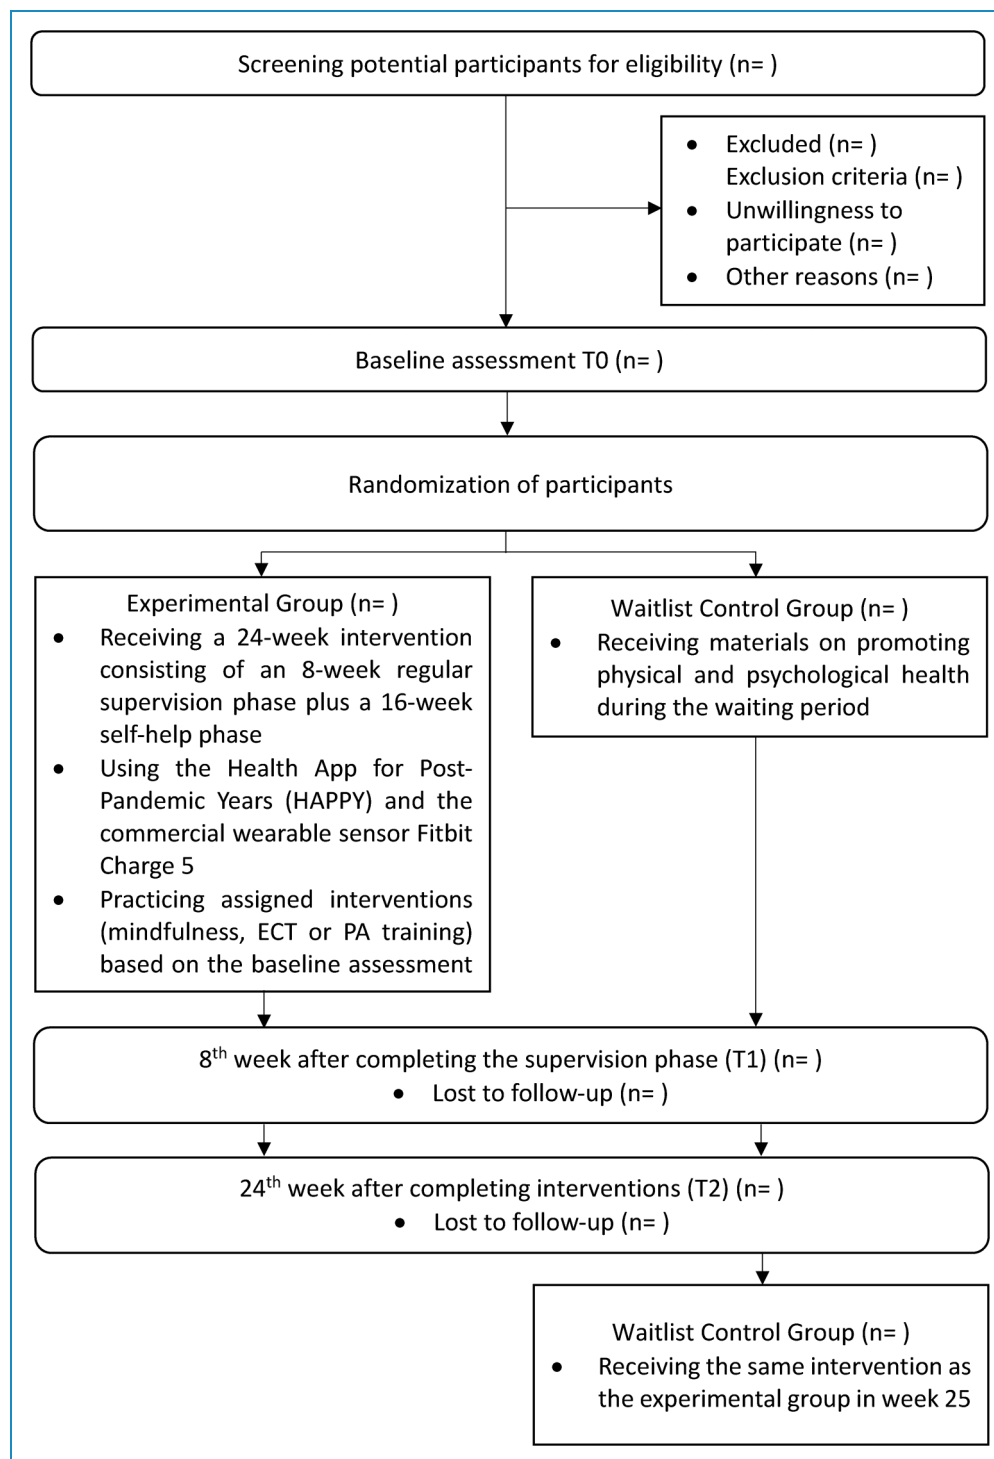 Screening potential participants for eligibility (n= )
• Excluded (n= )
Exclusion criteria (n= )
• Unwillingness to
participate (n= )
• Other reasons (n= )
Baseline assessment T0 (n= )
Randomization of participants
Experimental Group (n= )
• Receiving a 24-week intervention
consisting of an 8-week regular
supervision phase plus a 16-week
self-help phase
• Using the Health App for Post-
Pandemic Years (HAPPY) and the
commercial wearable sensor Fitbit
Charge 5
• Practicing assigned interventions
(mindfulness, ECT or PA training)
based on the baseline assessment
Waitlist Control Group (n= )
• Receiving materials on promoting
physical and psychological health
during the waiting period
8th week after completing the supervision phase (T1) (n= )
• Lost to follow-up (n= )
24th week after completing interventions (T2) (n= )
• Lost to follow-up (n= )
Waitlist Control Group (n= )
• Receiving the same intervention as
the experimental group in week 25